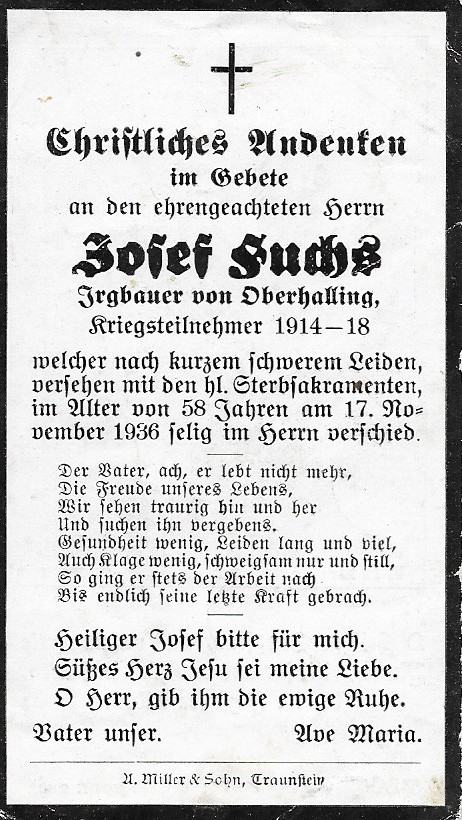 Christliches Andenken
im Gebete
an den ehrengeachteten Herrn
Josef Fuchs
Irgbauer von Oberhalling,
Kriegsteilnehmer 1914–18
welcher nach kurzem schwerem Leiden,
versehen mit den hl. Sterbsakramenten,
im Alter von 58 Jahren am 17. No=
vember 1936 selig im Herrn verschied.
Der Vater, ach, er lebt nicht mehr,
Die Freude unseres Lebens,
Wir sehen traurig hin und her
Und suchen ihn vergebens.
Gesundheit wenig, Leiden lang und viel,
Auch Klage wenig, schweigsam nur und still,
So ging er stets der Arbeit nach
Bis endlich seine letzte Kraft gebrach.
Heiliger Josef bitte für mich.
Süßes Herz Jesu sei meine Liebe.
O Herr, gib ihm die ewige Ruhe.
Vater unser. Ave Maria.
A. Miller & Sohn, Traunstein